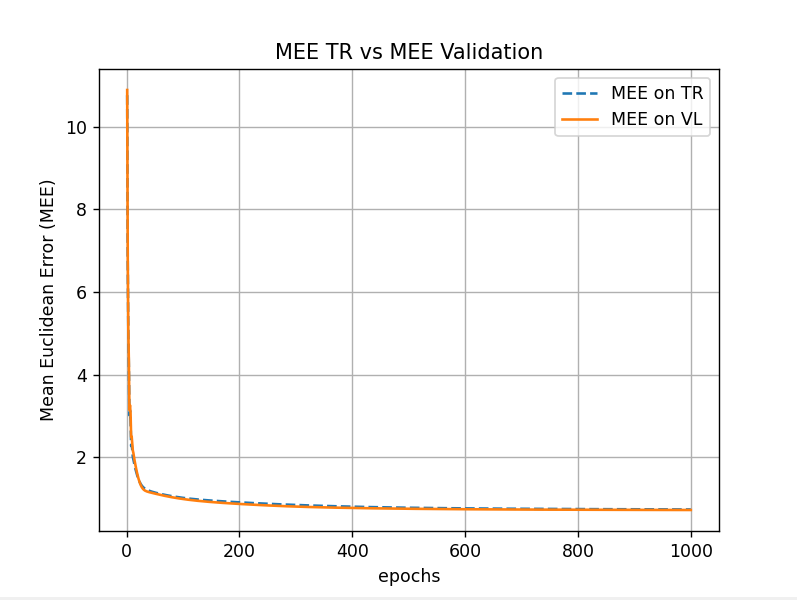 MEE TR vs MEE Validation
MEE on TR
MEE on VL
Mean Euclidean Error (MEE)
10
8
6
4
2
0 200 400 600 800 1000
epochs